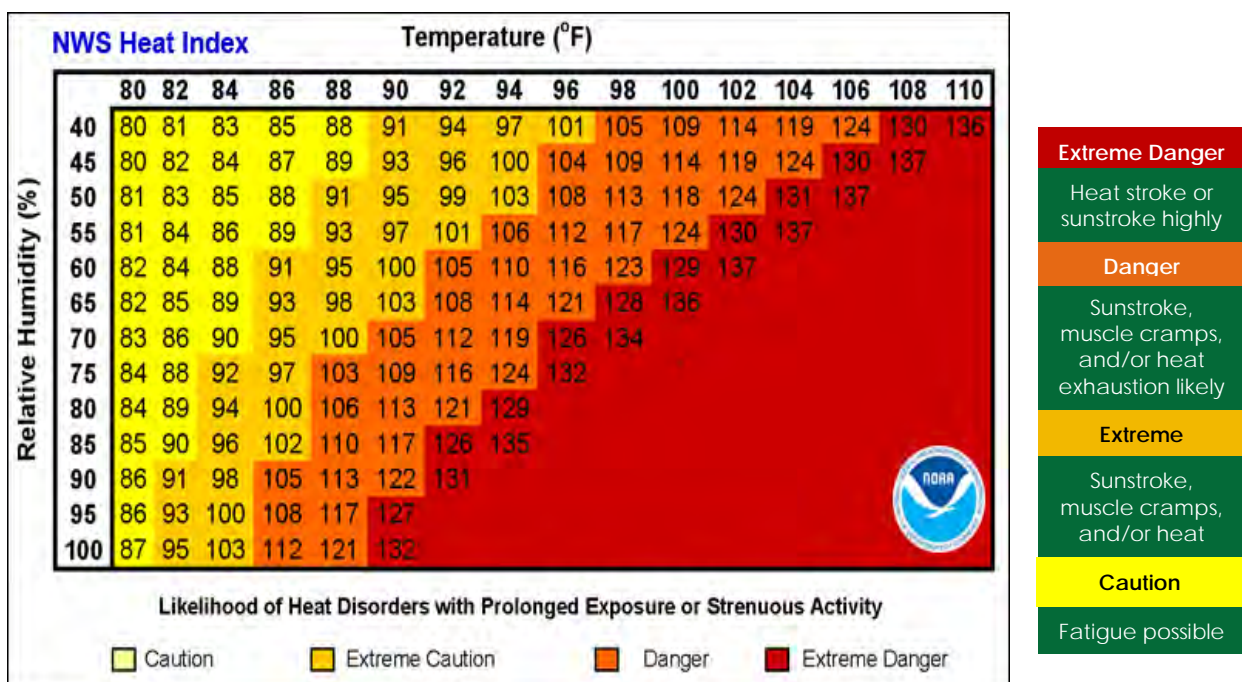 NWS Heat Index
Temperature (°F)
80 82 84 86 88 90 92 94 96 98 100 102 104 106 108 110
Relative Humidity (%)
40 80 81 83 85 88 91 94 97 101 105 109 114 119 124 130 136
45 80 82 84 87 89 93 96 100 104 109 114 119 124 130 137
50 81 83 85 88 91 95 99 103 108 113 118 124 131 137
55 81 84 86 89 93 97 101 106 112 117 124 130 137
60 82 84 88 91 95 100 105 110 116 123 129 137
65 82 85 89 93 98 103 108 114 121 128 136
70 83 86 90 95 100 105 112 119 126 134
75 84 88 92 97 103 109 116 124 132
80 84 89 94 100 106 113 121 129
85 85 90 96 102 110 117 126 135
90 86 91 98 105 113 122 131
95 86 93 100 108 117 127
100 87 95 103 112 121 132
NOAA
Likelihood of Heat Disorders with Prolonged Exposure or Strenuous Activity
Caution
Extreme Caution
Danger
Extreme Danger
Extreme Danger
Heat stroke or
sunstroke highly
Danger
Sunstroke,
muscle cramps,
and/or heat
exhaustion likely
Extreme
Sunstroke,
muscle cramps,
and/or heat
Caution
Fatigue possible